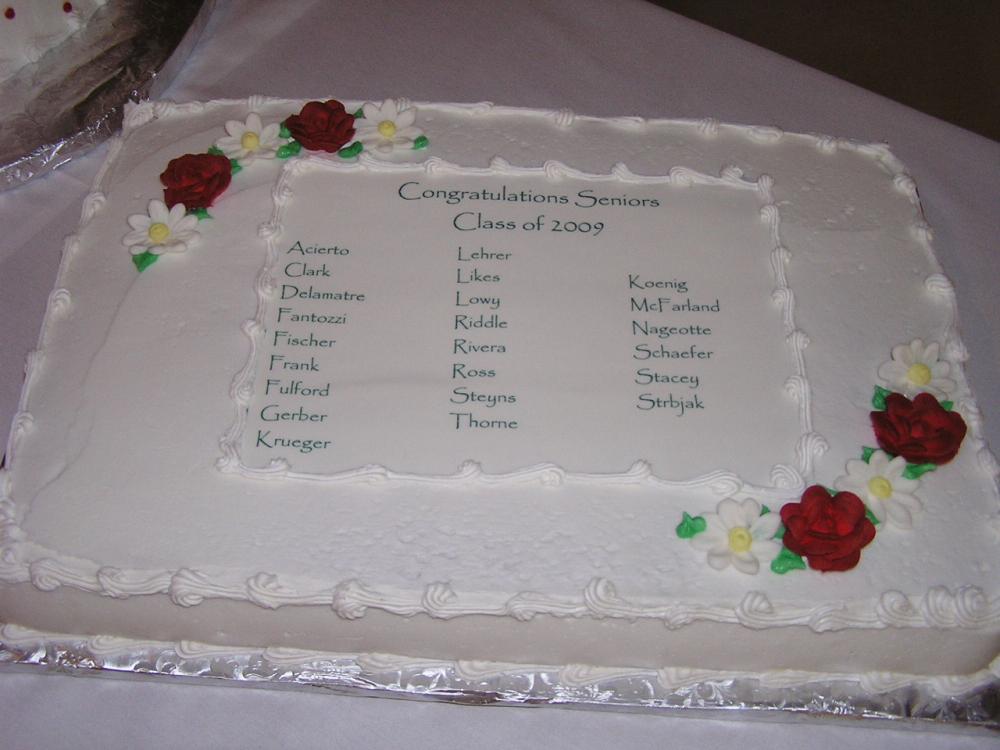 Congratulations Seniors
Class of 2009
Acierto
Clark
Delamatre
Fantozzi
Fischer
Frank
Fulford
Gerber
Krueger
Lehrer
Likes
Lowy
Riddle
Rivera
Ross
Steyns
Thorne
Koenig
McFarland
Nageotte
Schaefer
Stacey
Strbjak